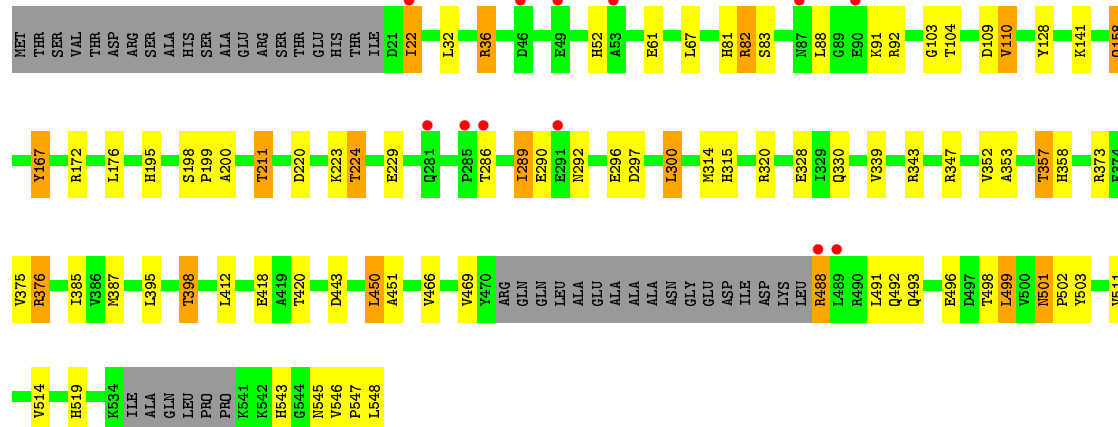 MET THR SER VAL THR ASP ARG SER ALA HIS SER ALA GLU ARG SER THR GLU HIS THR ILE D21 I22 L32 R36 D46 E49 H52 A53 E61 L67 H81 R82 S83 N87 L88 V89 E90 K91 R92 G103 T104 D109 V110 Y128 K141
Y167 R172 L176 H195 S198 P199 A200 T211 D220 K223 T224 E229 Q281 P285 T286 I289 E290 E291 N292 E296 D297 L300 M314 H315 R320 E328 I329 Q330 V339 R343 R347 V352 A353 T357 H358 R373
V375 R376 I385 V386 M387 L395 T398 L412 E418 A419 T420 D443 L450 A451 V466 V469 Y470 ARG GLN GLN LEU ALA GLU ALA ALA ALA ASN GLY GLU ASP ILE ASP LYS LEU R488 L489 R490 L491 Q492 Q493 E496 D497 T498 L499 V500 N501 P502 Y503
V514 H519 K534 ILE ALA GLN LEU PRO PRO K541 K542 H543 G544 N545 V546 P547 L548